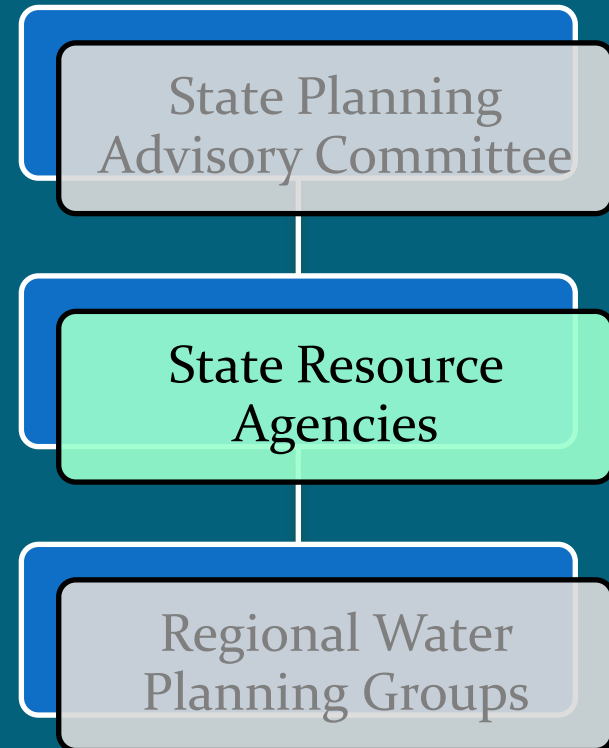 State Planning
Advisory Committee
State Resource
Agencies
Regional Water
Planning Groups